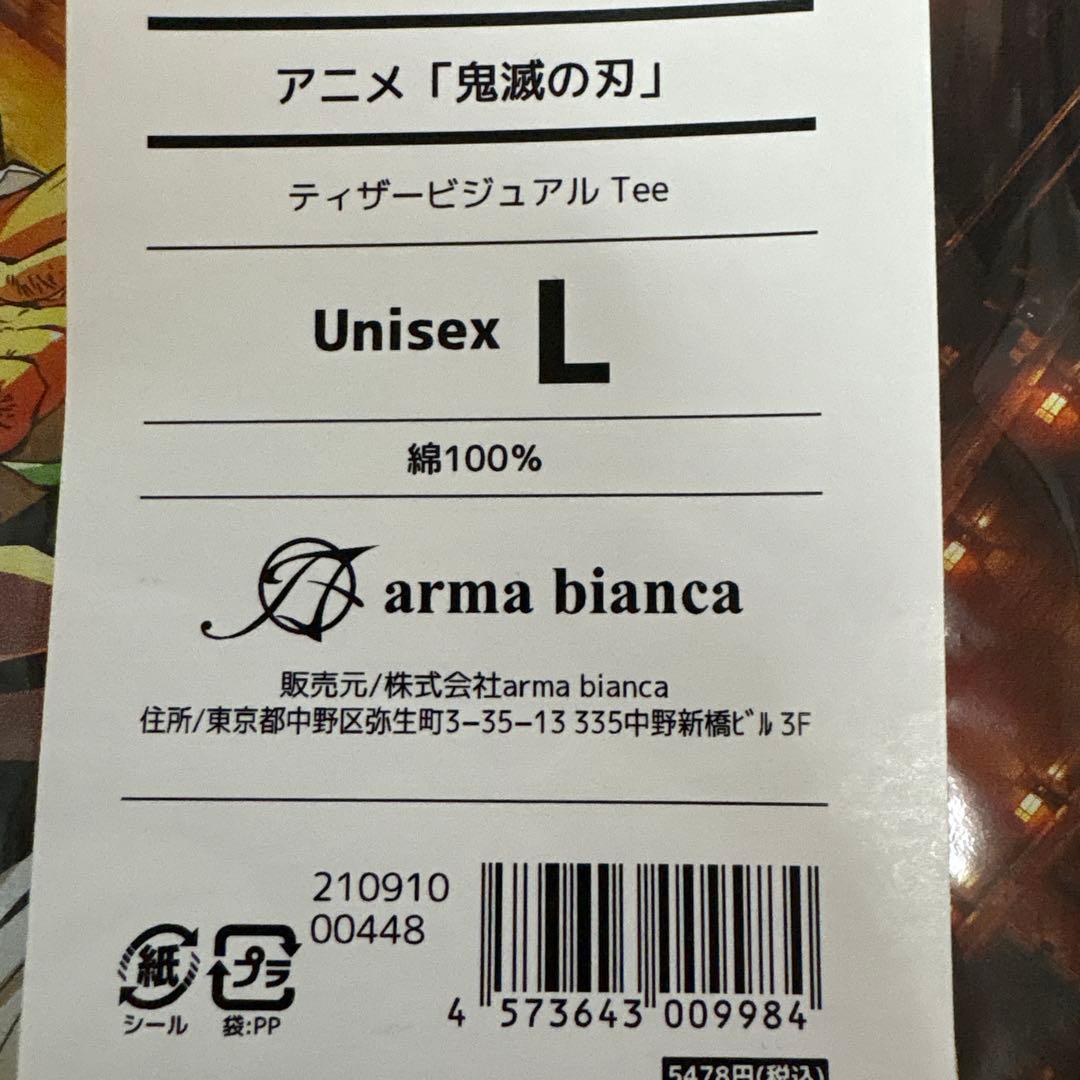 アニメ「鬼滅の刃」
ティザービジュアル Tee
Unisex L
綿100%
arma bianca
販売元/株式会社arma bianca
住所/東京都中野区弥生町3-35-13 335中野新橋ﾋﾞﾙ 3F
210910
00448
紙
シール
プラ
袋:PP
4 573643 009984
5478円(税込)